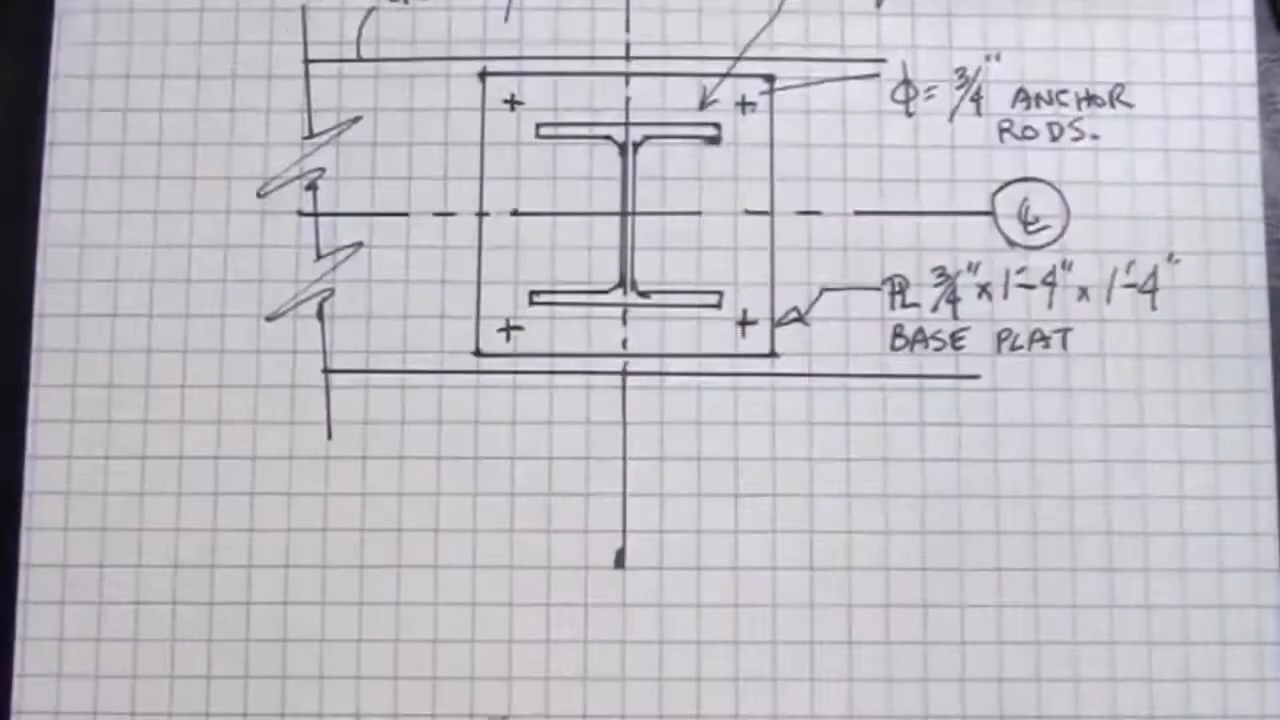 ϕ = 3/4" ANCHOR
RODS.
℄
PL 3/4" x 1'-4" x 1'-4"
BASE PLAT